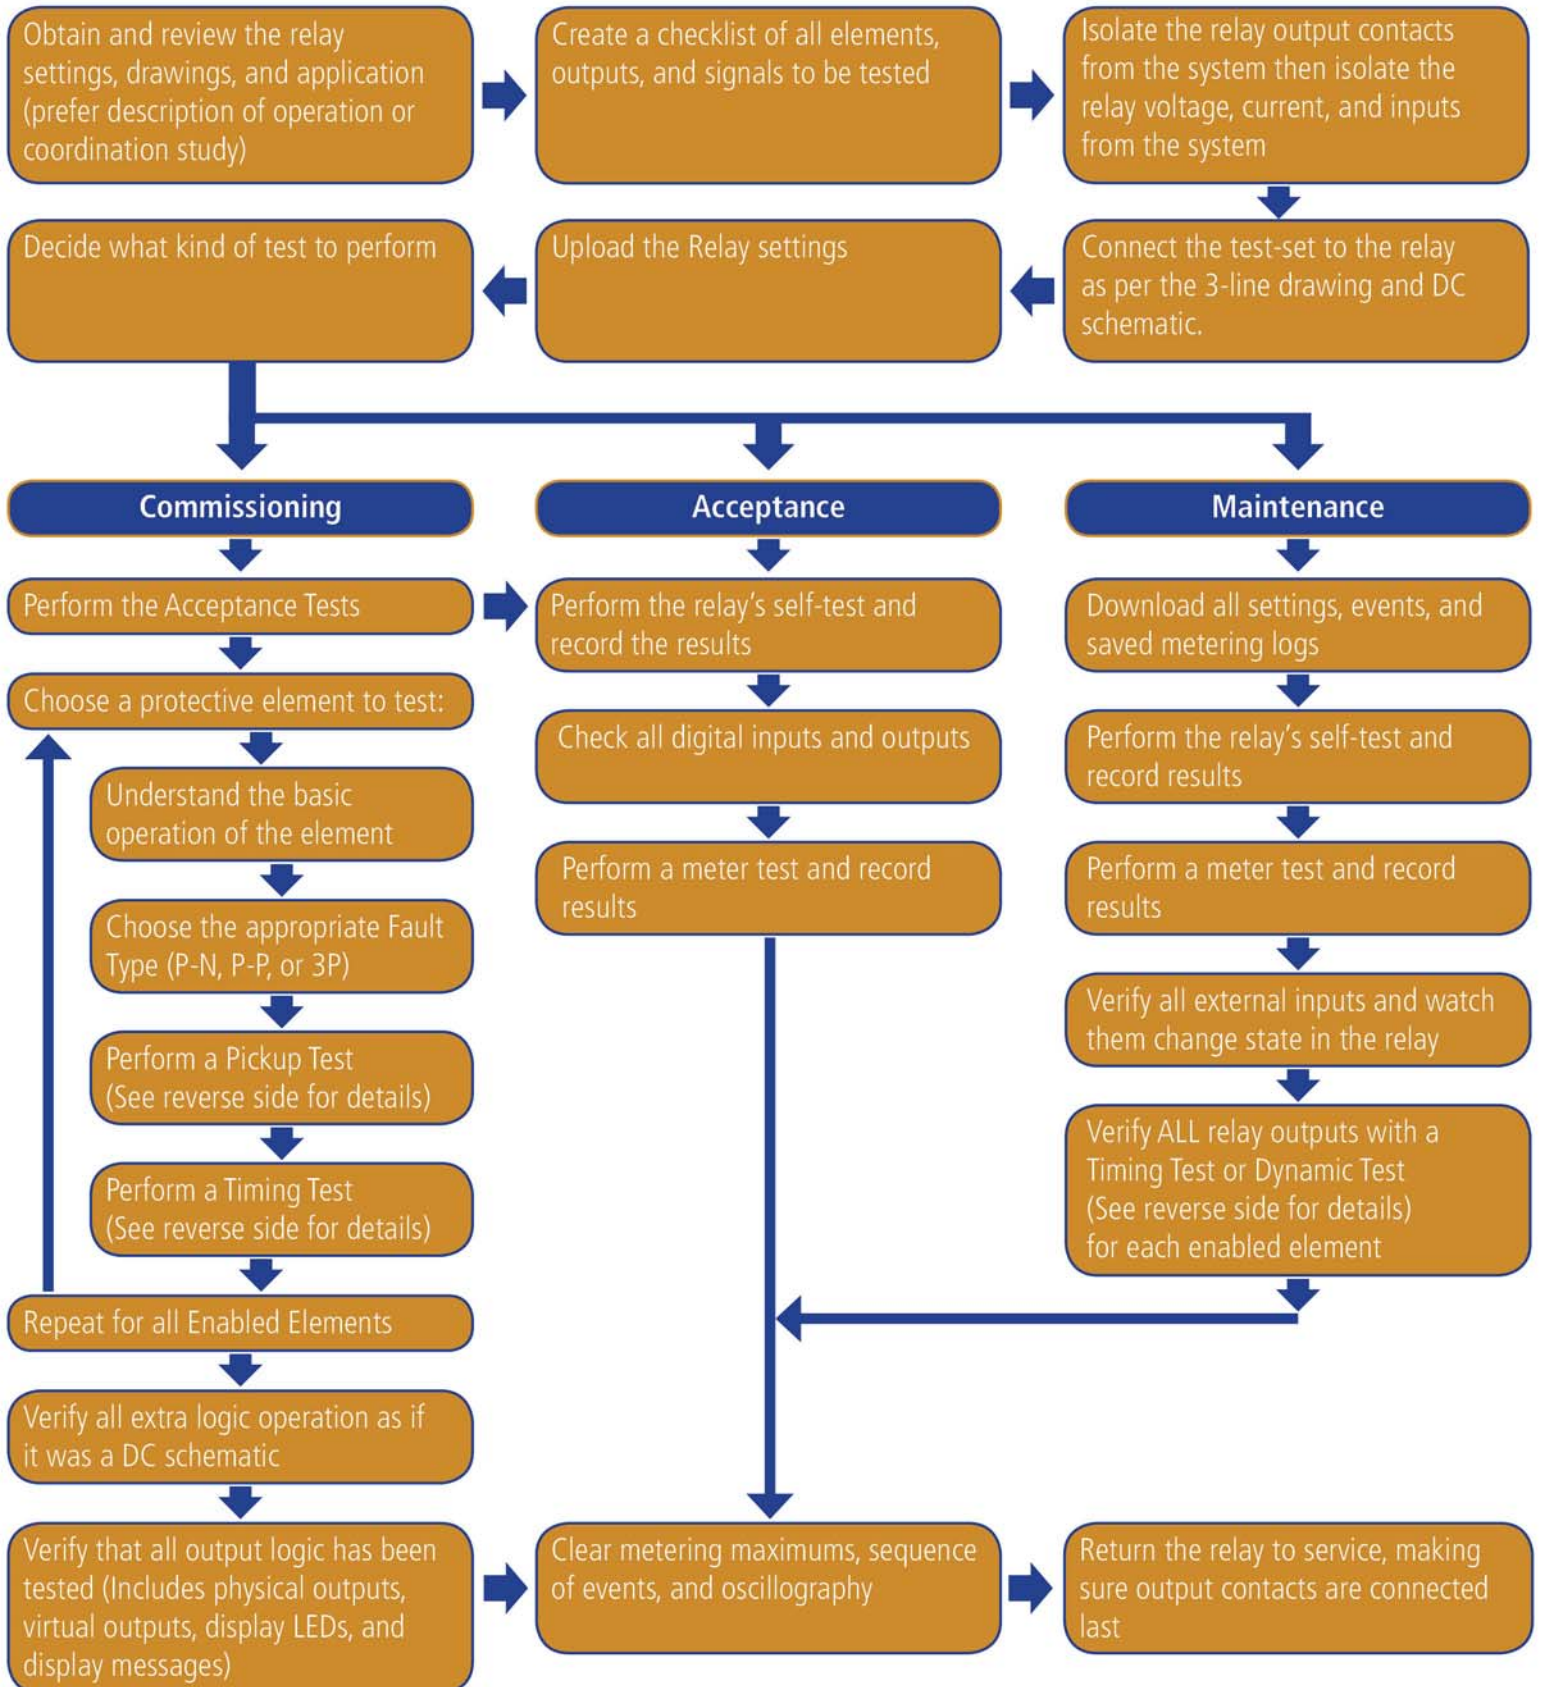 Obtain and review the relay
settings, drawings, and application
(prefer description of operation or
coordination study)
Create a checklist of all elements,
outputs, and signals to be tested
Isolate the relay output contacts
from the system then isolate the
relay voltage, current, and inputs
from the system
Connect the test-set to the relay
as per the 3-line drawing and DC
schematic.
Upload the Relay settings
Decide what kind of test to perform
Commissioning
Perform the Acceptance Tests
Choose a protective element to test:
Understand the basic
operation of the element
Choose the appropriate Fault
Type (P-N, P-P, or 3P)
Perform a Pickup Test
(See reverse side for details)
Perform a Timing Test
(See reverse side for details)
Repeat for all Enabled Elements
Verify all extra logic operation as if
it was a DC schematic
Verify that all output logic has been
tested (Includes physical outputs,
virtual outputs, display LEDs, and
display messages)
Acceptance
Perform the relay's self-test and
record the results
Check all digital inputs and outputs
Perform a meter test and record
results
Maintenance
Download all settings, events, and
saved metering logs
Perform the relay's self-test and
record results
Perform a meter test and record
results
Verify all external inputs and watch
them change state in the relay
Verify ALL relay outputs with a
Timing Test or Dynamic Test
(See reverse side for details)
for each enabled element
Clear metering maximums, sequence
of events, and oscillography
Return the relay to service, making
sure output contacts are connected
last